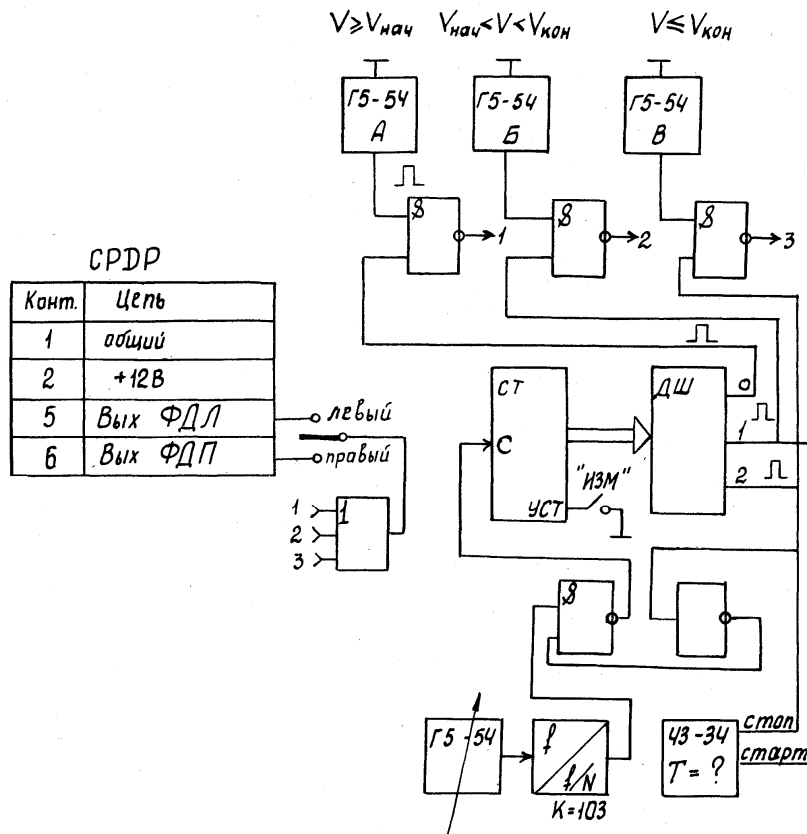 V ≥ Vнач Vнач < V < Vкон V ≤ Vкон
Г5-54 А
Г5-54 Б
Г5-54 В
&
&
&
1
2
3
СРДР
Конт. Цепь
1 общий
2 +12В
5 Вых ФДЛ
6 Вых ФДП
левый
правый
1
2
3
1
СТ
С
УСТ
"ИЗМ"
ДШ
0
1
2
&
Г5-54
f
f/N
К=103
Ч3-34
Т = ?
стоп
старт